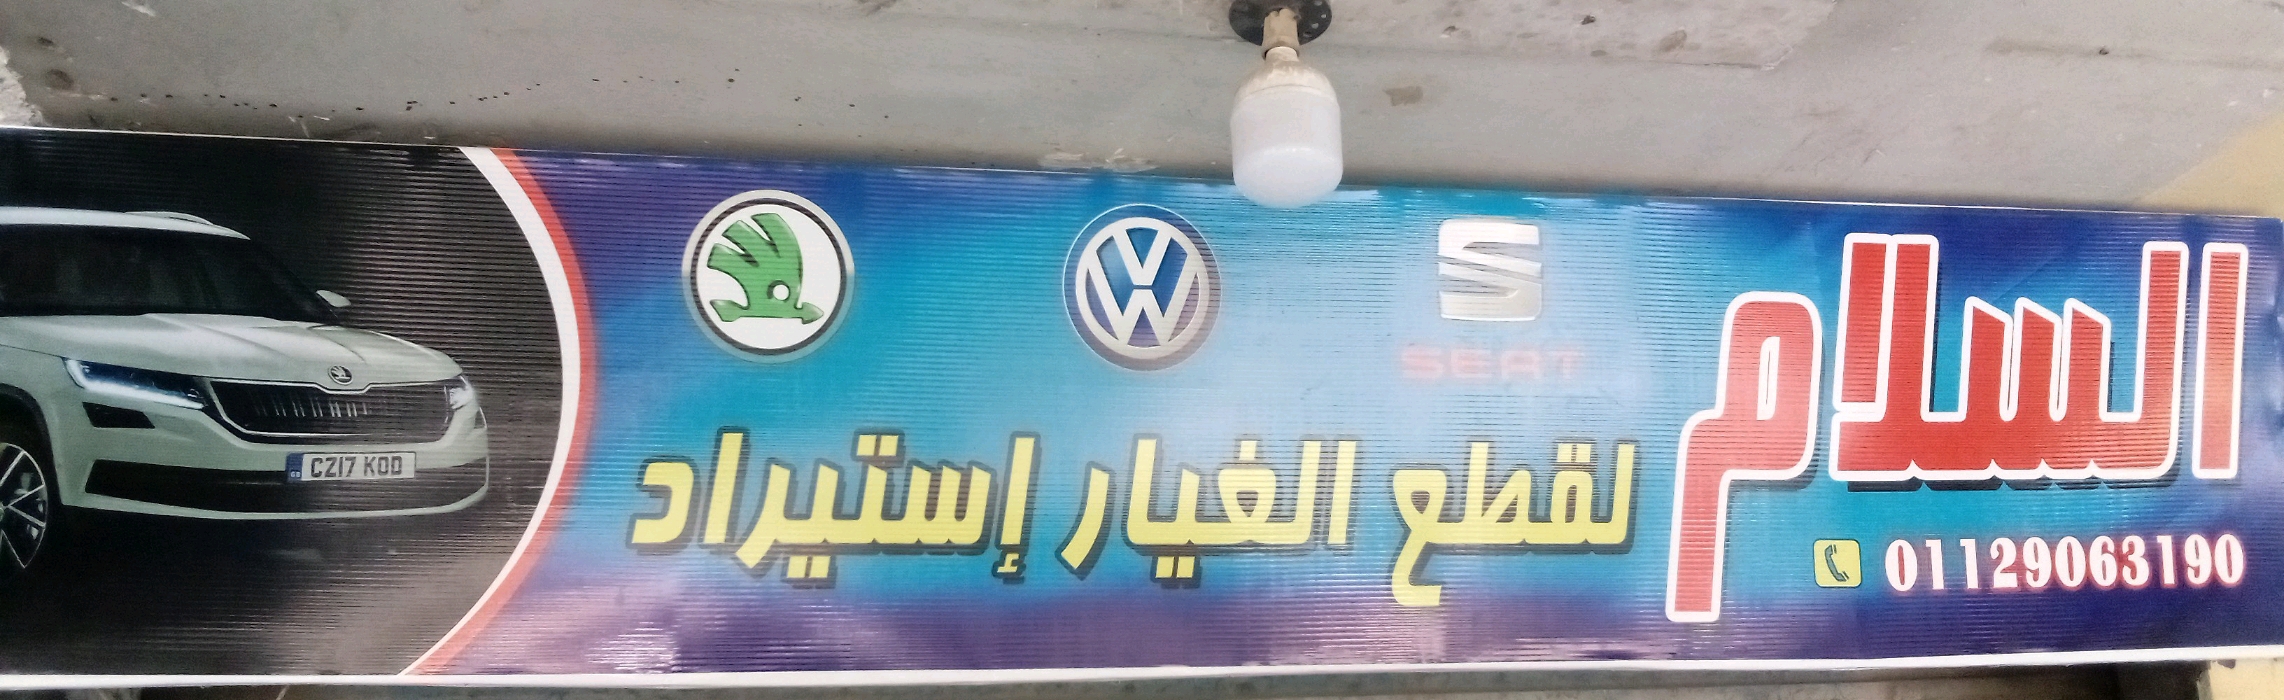 السلام
لقطع الغيار إستيراد
01129063190
SEAT
CZ17 KOD